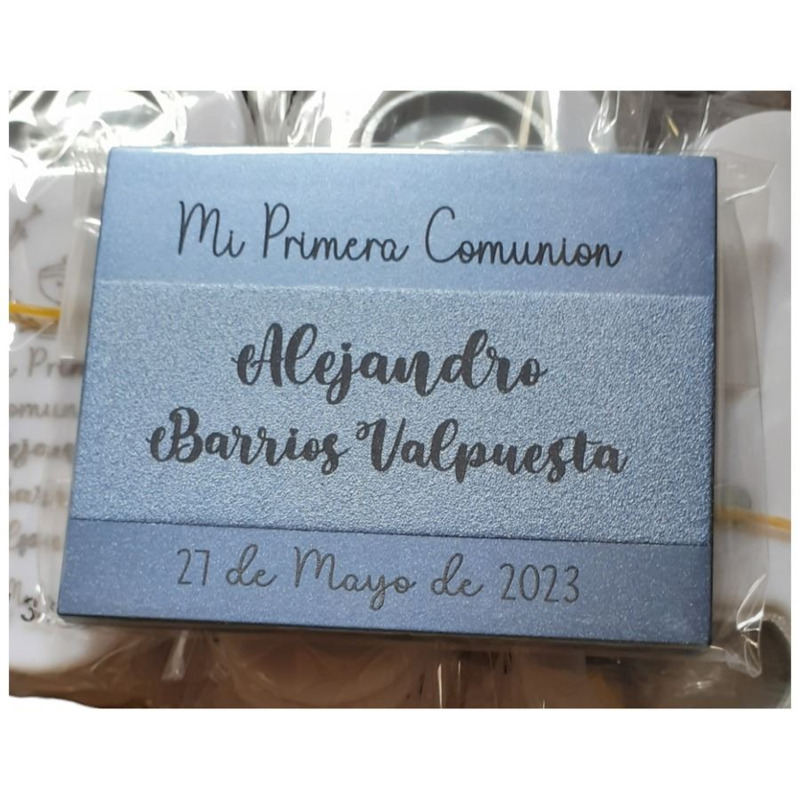 Mi Primera Comunion
Alejandro
Barrios Valpuesta
27 de Mayo de 2023